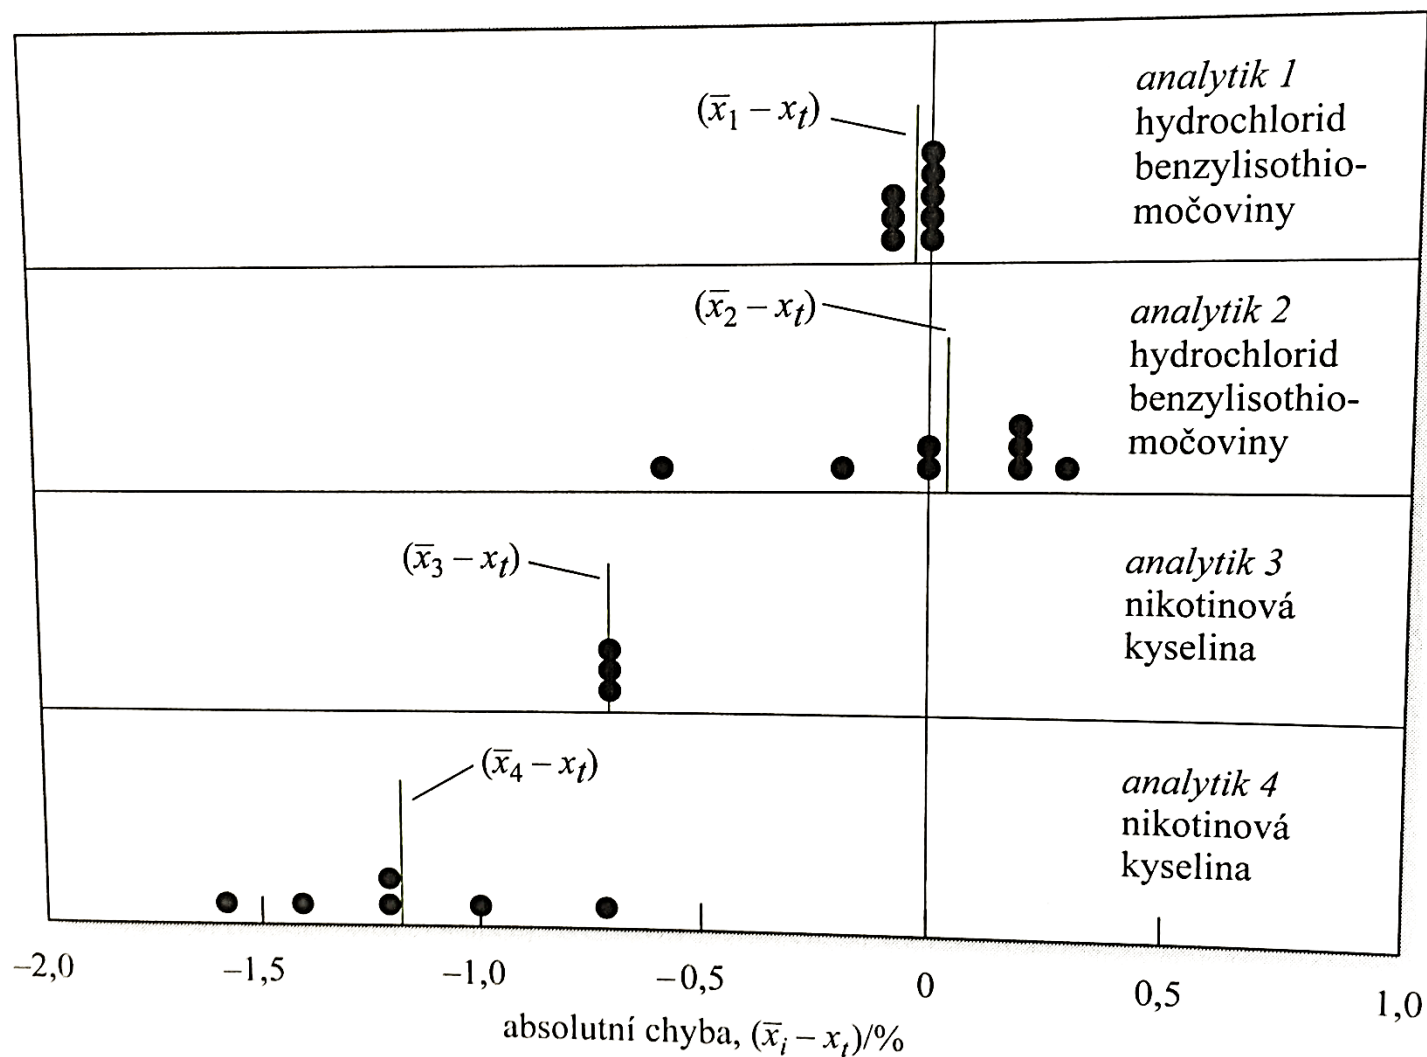 (x̄₁ – xₜ)
analytik 1
hydrochlorid
benzylisothio-
močoviny
(x̄₂ – xₜ)
analytik 2
hydrochlorid
benzylisothio-
močoviny
(x̄₃ – xₜ)
analytik 3
nikotinová
kyselina
(x̄₄ – xₜ)
analytik 4
nikotinová
kyselina
–2,0 –1,5 –1,0 –0,5 0 0,5 1,0
absolutní chyba, (x̄ᵢ – xₜ)/%